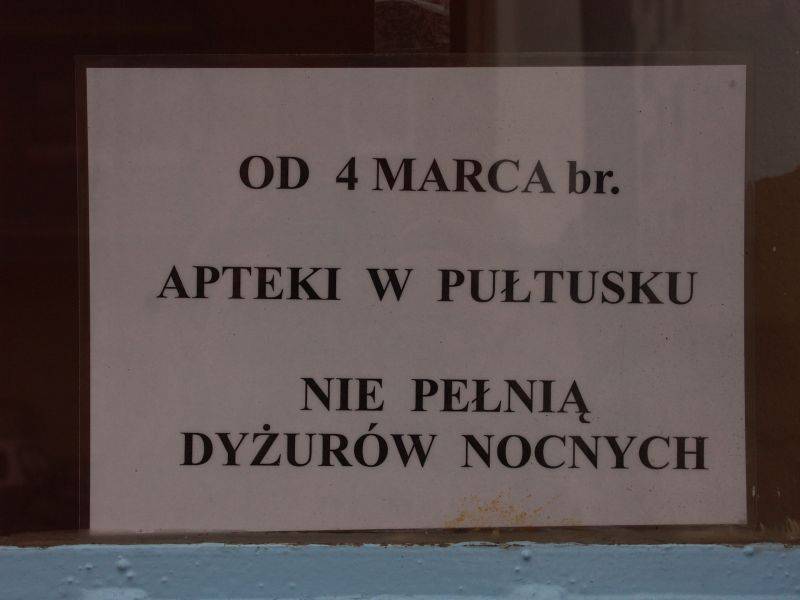 OD 4 MARCA br.
APTEKI W PUŁTUSKU
NIE PEŁNIĄ
DYŻURÓW NOCNYCH